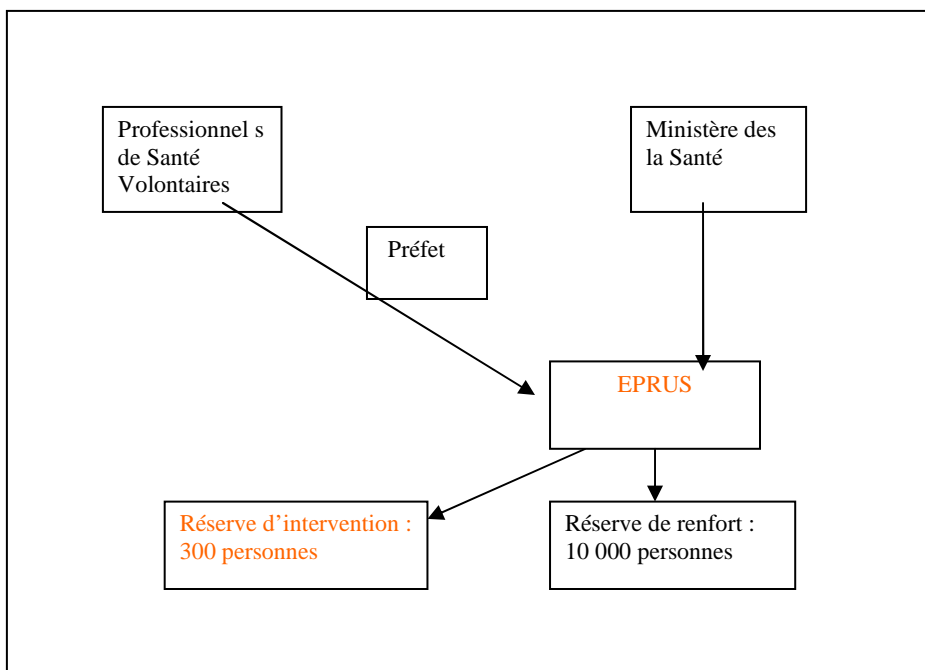 Professionnel s
de Santé
Volontaires
Ministère des
la Santé
Préfet
EPRUS
Réserve d'intervention :
300 personnes
Réserve de renfort :
10 000 personnes